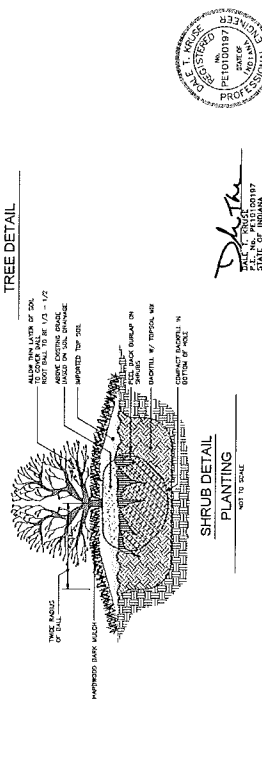 TREE DETAIL
ALLOW THIN LAYER OF SOIL
TO COVER BALL
ROOT BALL TO BE 1/3 - 1/2
ABOVE EXISTING GRADE
BASED ON SOIL DRAINAGE
IMPORTED TOP SOIL
PEEL BACK BURLAP ON
SHRUBS
BACKFILL W/ TOPSOIL MIX
COMPACT BACKFILL IN
BOTTOM OF HOLE
TWICE RADIUS
OF BALL
HARDWOOD BARK MULCH
SHRUB DETAIL
PLANTING
NOT TO SCALE
DALE T. KRUSE
REGISTERED
No.
PE10100197
STATE OF
INDIANA
PROFESSIONAL ENGINEER
DALE T. KRUSE
P.E. No. PE10100197
STATE OF INDIANA